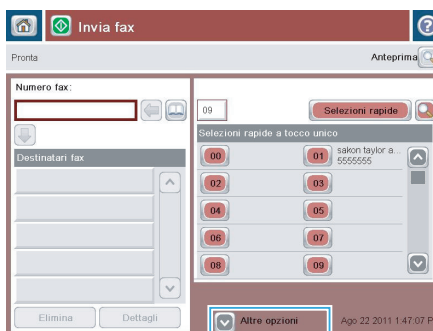 Invia fax
Pronta
Anteprima
Numero fax:
09
Selezioni rapide
Selezioni rapide a tocco unico
Destinatari fax
00
01
sakon taylor a...
5555555
02
03
04
05
06
07
08
09
Elimina
Dettagli
Altre opzioni
Ago 22 2011 1:47:07 P